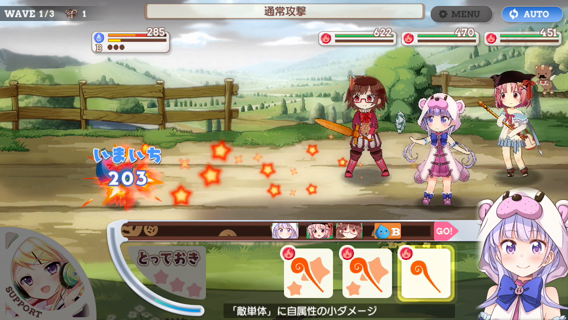 WAVE 1/3 1
通常攻撃
MENU
AUTO
285
B
622
470
451
いまいち
203
B
GO!
とっておき
SUPPORT
「敵単体」に自属性の小ダメージ